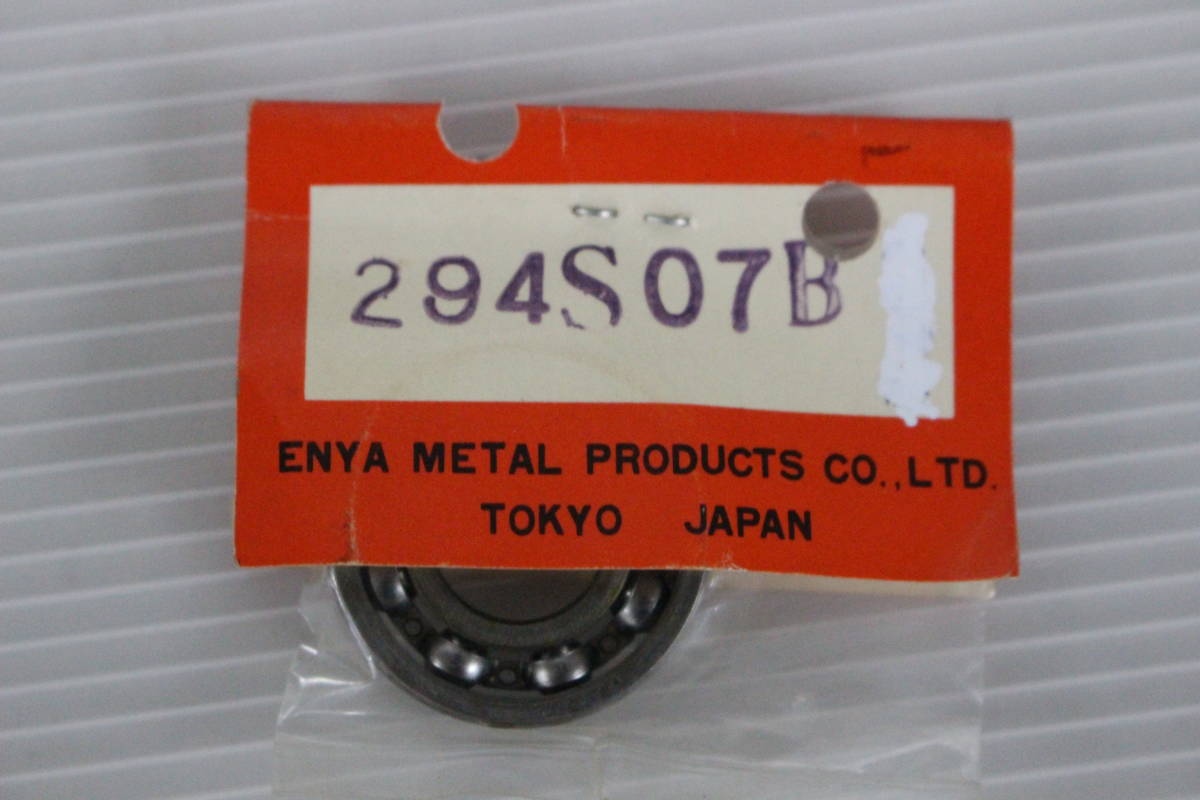 294S07B
ENYA METAL PRODUCTS CO.,LTD.
TOKYO JAPAN